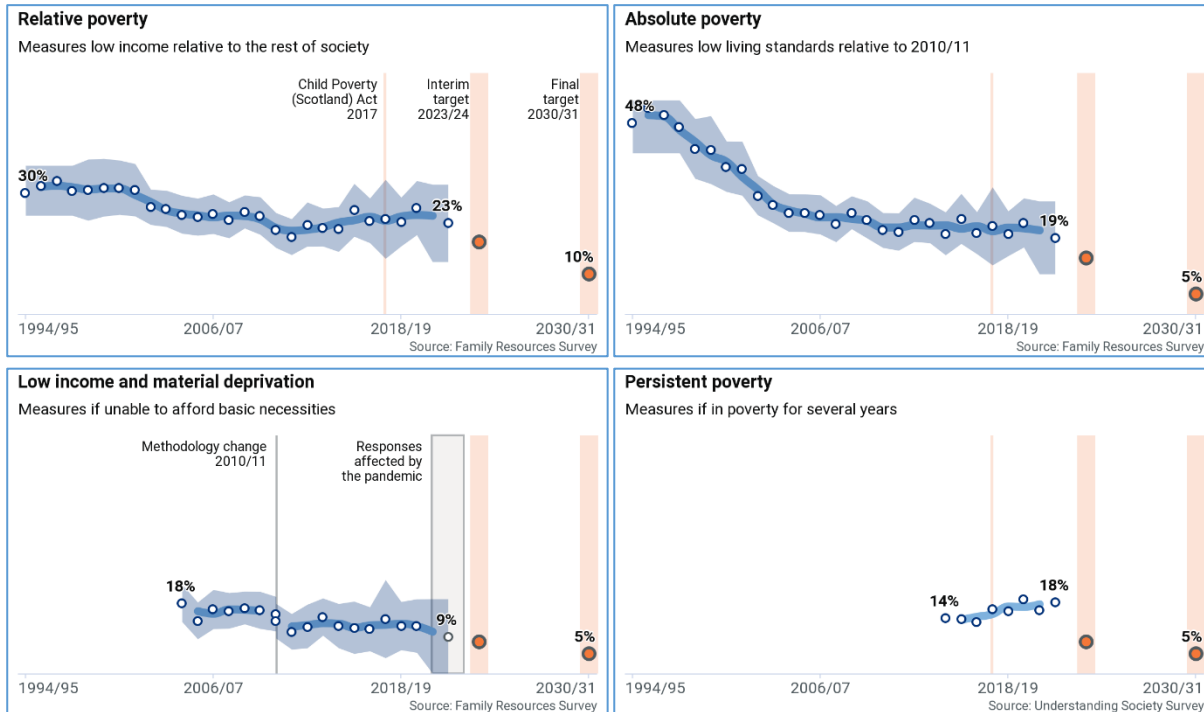 Relative poverty
Measures low income relative to the rest of society
Child Poverty
(Scotland) Act
2017
Interim
target
2023/24
Final
target
2030/31
30%
23%
10%
1994/95
2006/07
2018/19
2030/31
Source: Family Resources Survey
Absolute poverty
Measures low living standards relative to 2010/11
48%
19%
5%
1994/95
2006/07
2018/19
2030/31
Source: Family Resources Survey
Low income and material deprivation
Measures if unable to afford basic necessities
Methodology change
2010/11
Responses
affected by
the pandemic
18%
9%
5%
1994/95
2006/07
2018/19
2030/31
Source: Family Resources Survey
Persistent poverty
Measures if in poverty for several years
14%
18%
5%
1994/95
2006/07
2018/19
2030/31
Source: Understanding Society Survey